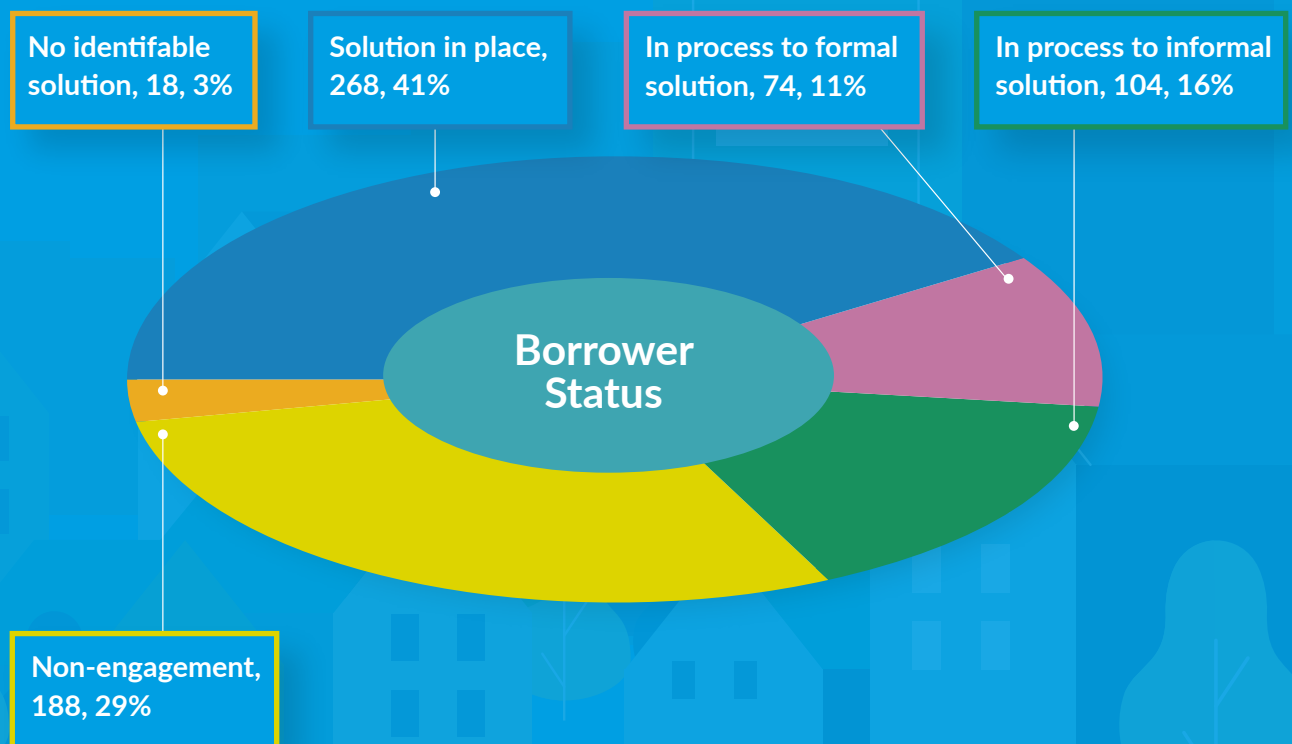 No identifable
solution, 18, 3%
Solution in place,
268, 41%
In process to formal
solution, 74, 11%
In process to informal
solution, 104, 16%
Borrower
Status
Non-engagement,
188, 29%